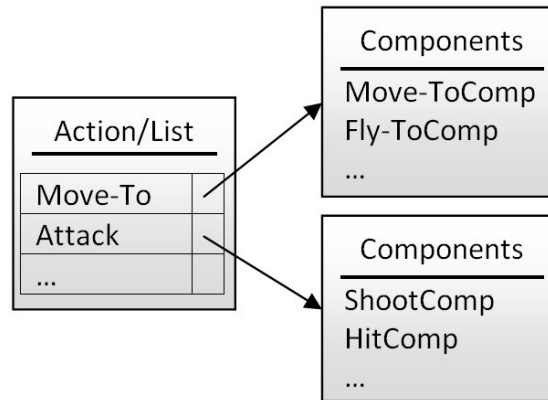 Action/List
Move-To
Attack
...
Components
Move-ToComp
Fly-ToComp
...
Components
ShootComp
HitComp
...